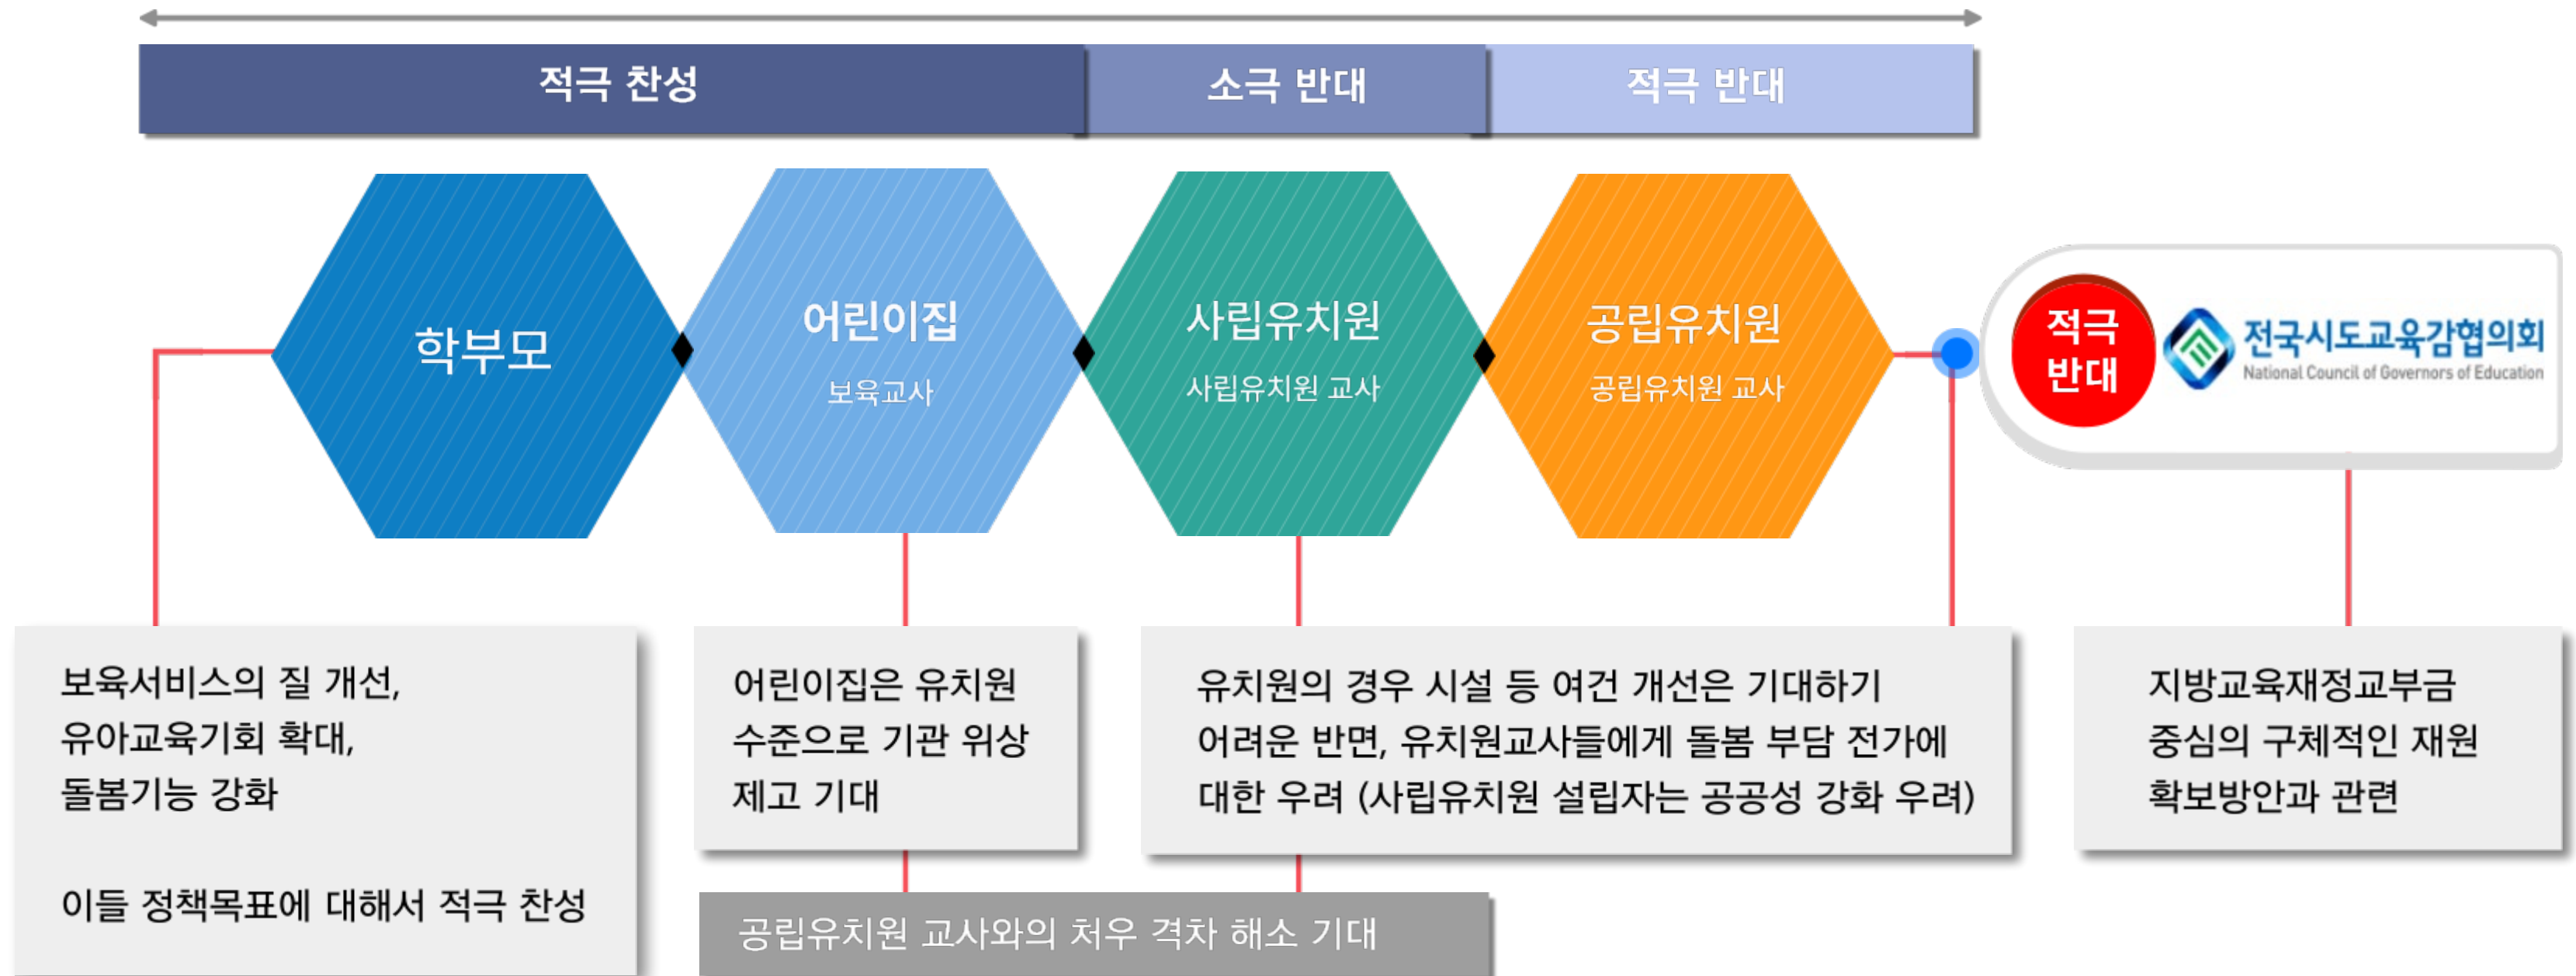 적극 찬성
소극 반대
적극 반대
학부모
어린이집
보육교사
사립유치원
사립유치원 교사
공립유치원
공립유치원 교사
적극
반대
전국시도교육감협의회
National Council of Governors of Education
보육서비스의 질 개선,
유아교육기회 확대,
돌봄기능 강화
이들 정책목표에 대해서 적극 찬성
어린이집은 유치원
수준으로 기관 위상
제고 기대
유치원의 경우 시설 등 여건 개선은 기대하기
어려운 반면, 유치원교사들에게 돌봄 부담 전가에
대한 우려 (사립유치원 설립자는 공공성 강화 우려)
지방교육재정교부금
중심의 구체적인 재원
확보방안과 관련
공립유치원 교사와의 처우 격차 해소 기대